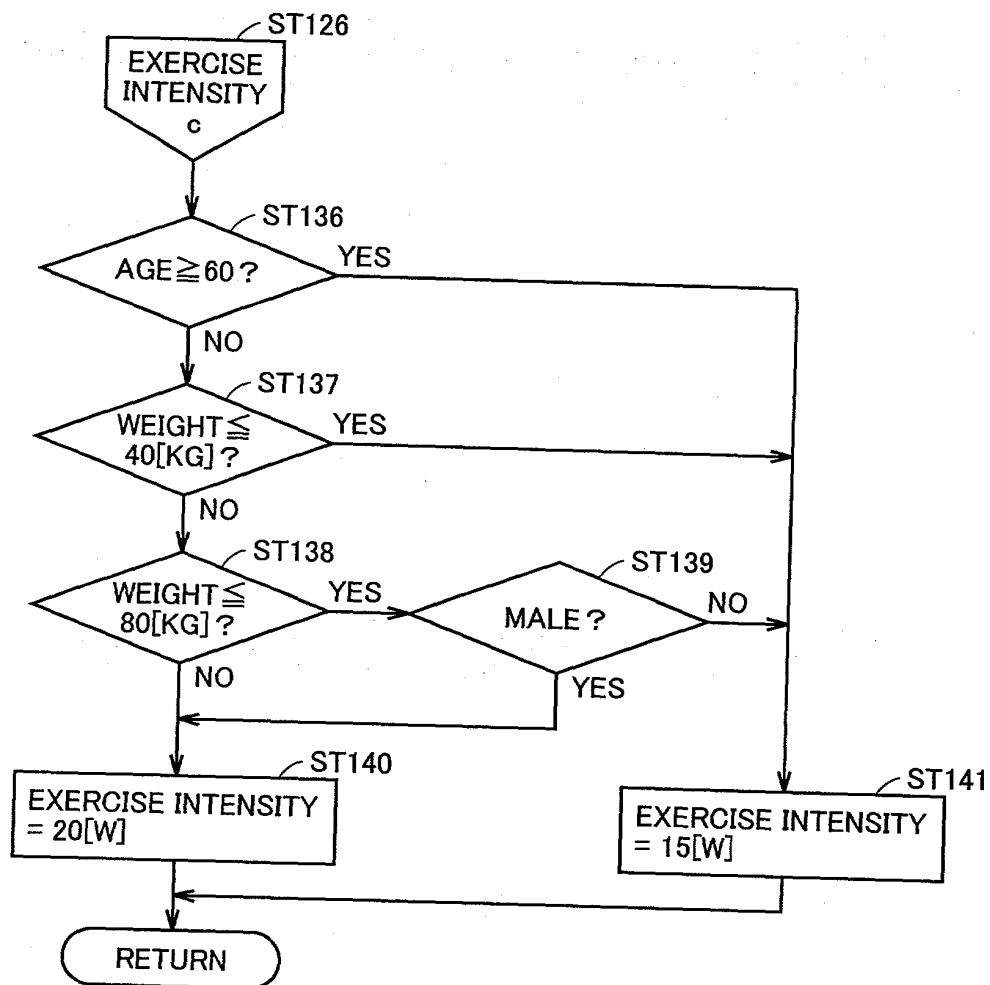 ST126
EXERCISE
INTENSITY
c
ST136
AGE≧60?
YES
NO
ST137
WEIGHT≦
40[KG]?
YES
NO
ST138
WEIGHT≦
80[KG]?
YES
NO
ST139
MALE?
NO
YES
ST140
EXERCISE INTENSITY
= 20[W]
ST141
EXERCISE INTENSITY
= 15[W]
RETURN